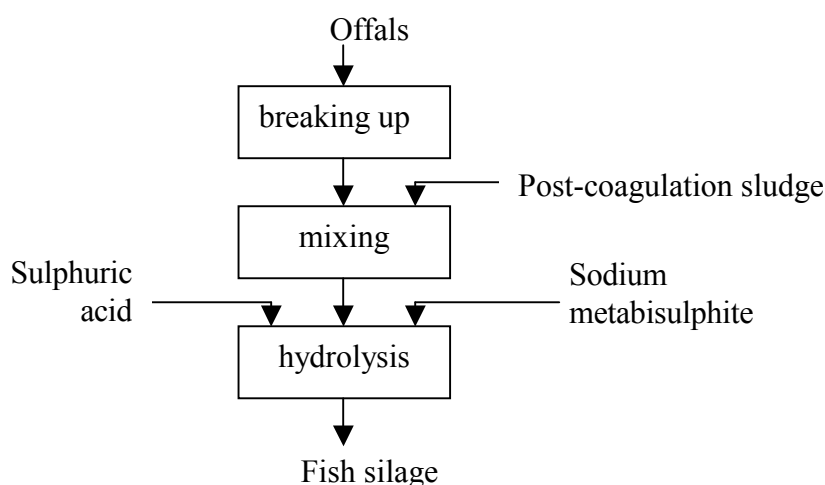 Offals
breaking up
Post-coagulation sludge
mixing
Sulphuric
acid
Sodium
metabisulphite
hydrolysis
Fish silage